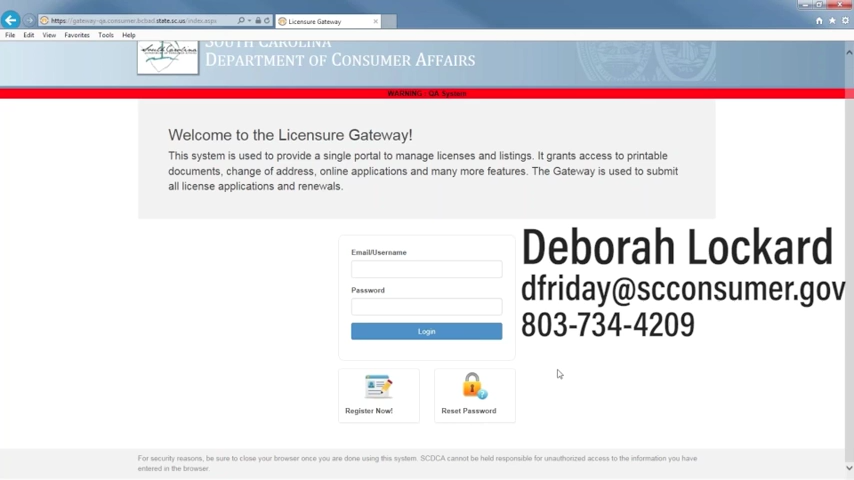 https://gateway-qa.consumer.bcbad.state.sc.us/index.aspx
Licensure Gateway
File Edit View Favorites Tools Help
SOUTH CAROLINA
DEPARTMENT OF CONSUMER AFFAIRS
WARNING - QA System
Welcome to the Licensure Gateway!
This system is used to provide a single portal to manage licenses and listings. It grants access to printable
documents, change of address, online applications and many more features. The Gateway is used to submit
all license applications and renewals.
Email/Username
Password
Login
Deborah Lockard
dfriday@scconsumer.gov
803-734-4209
Register Now!
Reset Password
For security reasons, be sure to close your browser once you are done using this system. SCDCA cannot be held responsible for unauthorized access to the information you have
entered in the browser.